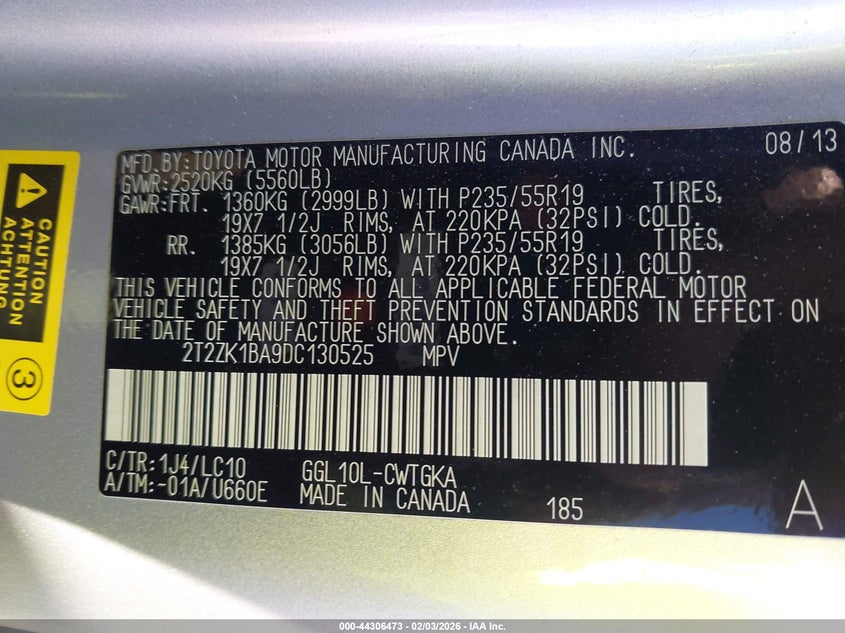 MFD.BY:TOYOTA MOTOR MANUFACTURING CANADA INC. 08/13
GVWR:2520KG (5560LB)
GAWR:FRT. 1360KG (2999LB) WITH P235/55R19 TIRES,
19X7 1/2J RIMS, AT 220KPA (32PSI) COLD.
RR. 1385KG (3056LB) WITH P235/55R19 TIRES,
19X7 1/2J RIMS, AT 220KPA (32PSI) COLD.
THIS VEHICLE CONFORMS TO ALL APPLICABLE FEDERAL MOTOR
VEHICLE SAFETY AND THEFT PREVENTION STANDARDS IN EFFECT ON
THE DATE OF MANUFACTURE SHOWN ABOVE.
2T2ZK1BA9DC130525 MPV
C/TR:1J4/LC10 GGL10L-CWTGKA
A/TM:-01A/U660E MADE IN CANADA 185 A
CAUTION
ATTENTION
ACHTUNG
3
000-44306473 - 02/03/2026 - IAA Inc.